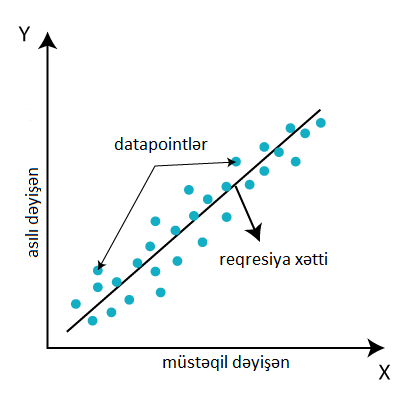 Y
datapointlər
asılı dəyişən
reqresiya xətti
müstəqil dəyişən
X